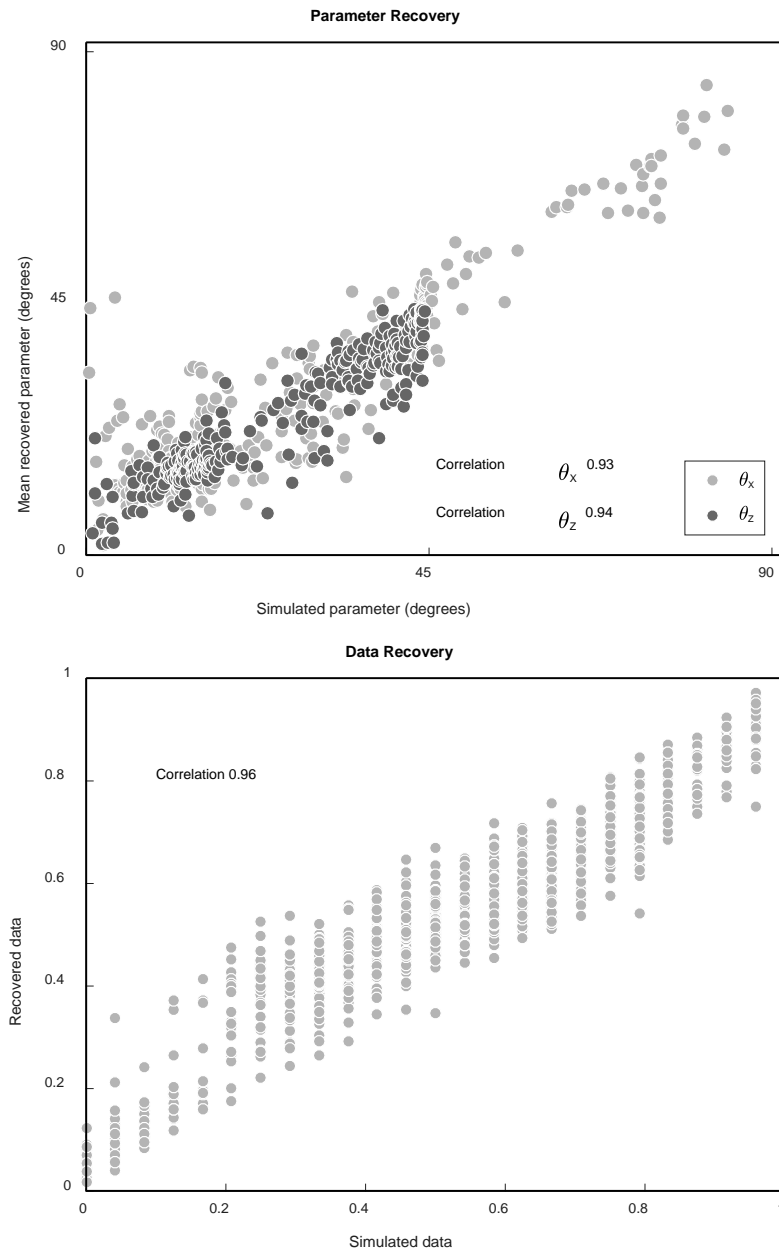 Parameter Recovery
90
45
0
0 45 90
Mean recovered parameter (degrees)
Simulated parameter (degrees)
Correlation θx 0.93
Correlation θz 0.94
θx
θz
Data Recovery
1
0.8
0.6
0.4
0.2
0
0 0.2 0.4 0.6 0.8 1
Correlation 0.96
Recovered data
Simulated data